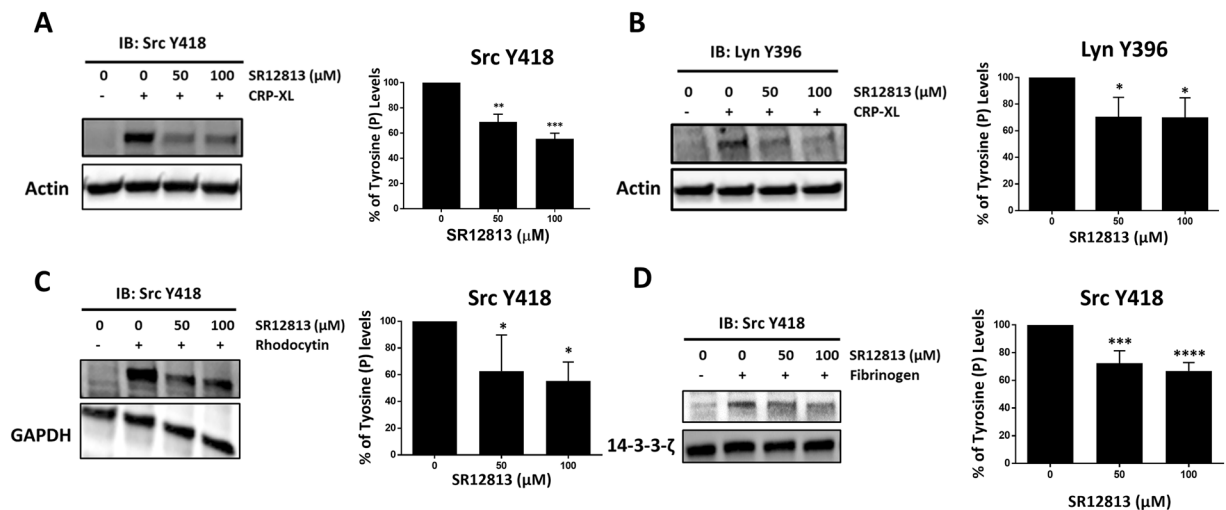 A
IB: Src Y418
0 0 50 100 SR12813 (µM)
- + + + CRP-XL
Actin
Src Y418
% of Tyrosine (P) Levels
100
80
60
40
20
0
** ***
0 50 100
SR12813 (µM)
B
IB: Lyn Y396
0 0 50 100 SR12813 (µM)
- + + + CRP-XL
Actin
Lyn Y396
% of Tyrosine (P) Levels
100
80
60
40
20
0
* *
0 50 100
SR12813 (µM)
C
IB: Src Y418
0 0 50 100 SR12813 (µM)
- + + + Rhodocytin
GAPDH
Src Y418
% of Tyosine (P) levels
100
80
60
40
20
0
* *
0 50 100
SR12813 (µM)
D
IB: Src Y418
0 0 50 100 SR12813 (µM)
- + + + Fibrinogen
14-3-3-ζ
Src Y418
% of Tyrosine (P) Levels
100
80
60
40
20
0
*** ****
0 50 100
SR12813 (µM)